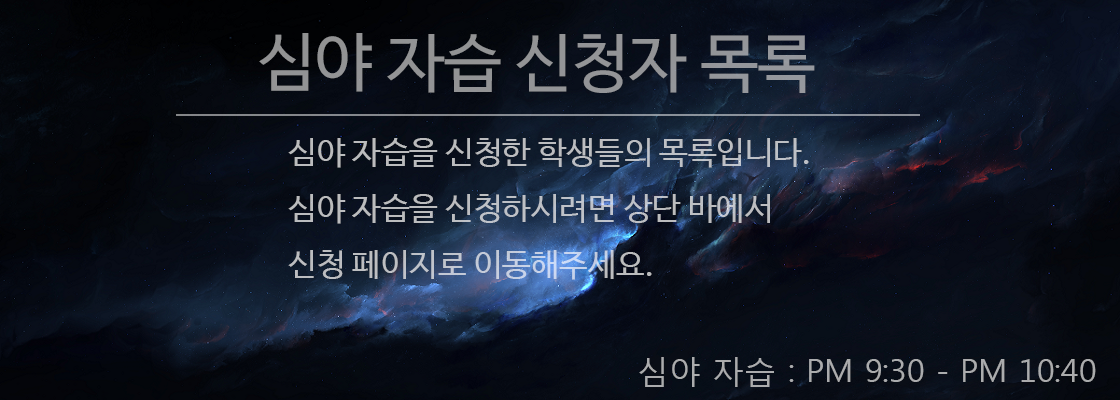 심야 자습 신청자 목록
심야 자습을 신청한 학생들의 목록입니다.
심야 자습을 신청하시려면 상단 바에서
신청 페이지로 이동해주세요.
심야 자습 : PM 9:30 - PM 10:40